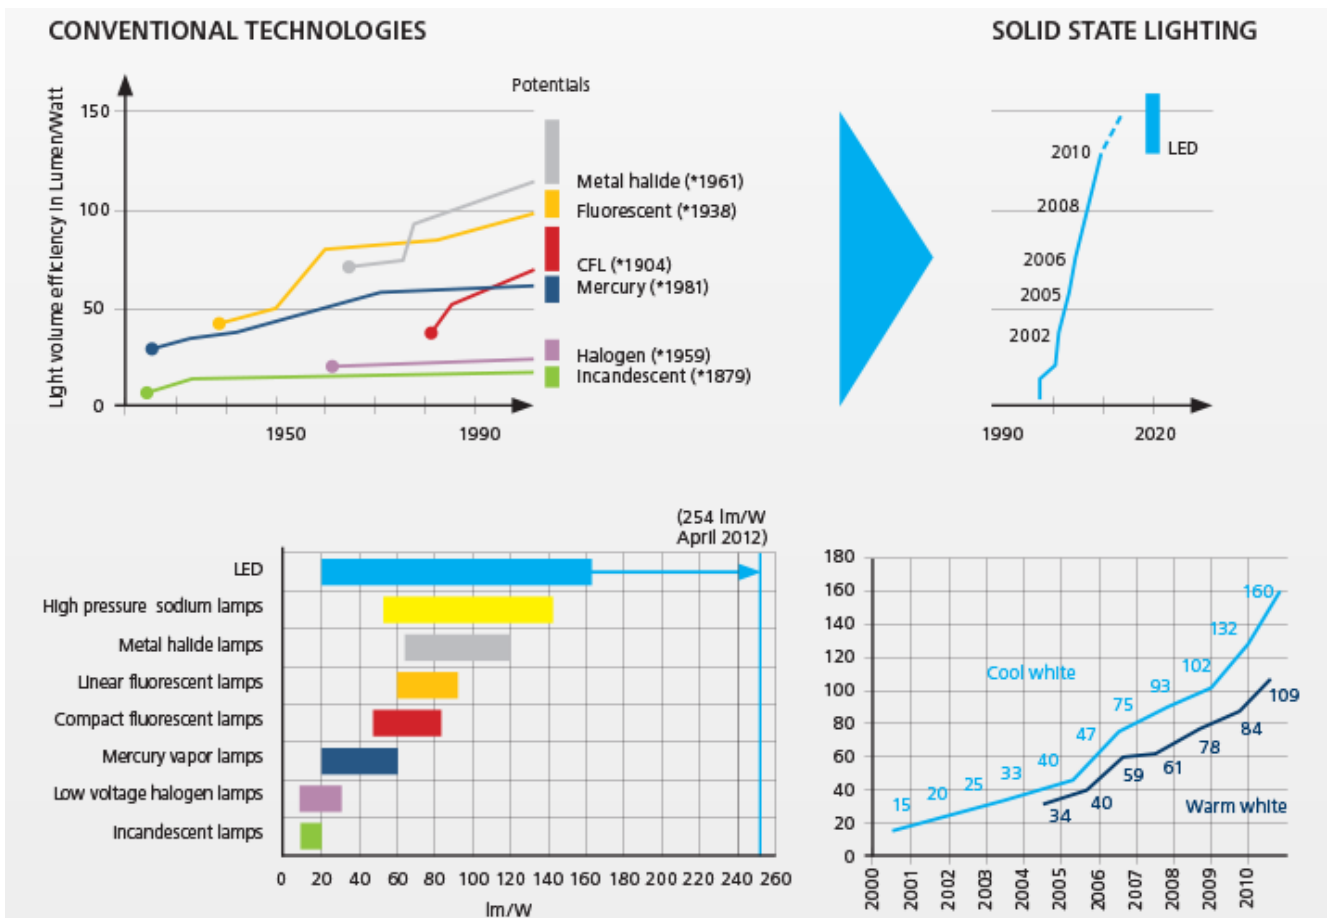 CONVENTIONAL TECHNOLOGIES
SOLID STATE LIGHTING
Light volume efficiency in Lumen/Watt
Potentials
150
100
50
0
1950
1990
Metal halide (*1961)
Fluorescent (*1938)
CFL (*1904)
Mercury (*1981)
Halogen (*1959)
Incandescent (*1879)
2010
2008
2006
2005
2002
LED
1990
2020
(254 lm/W
April 2012)
LED
High pressure sodium lamps
Metal halide lamps
Linear fluorescent lamps
Compact fluorescent lamps
Mercury vapor lamps
Low voltage halogen lamps
Incandescent lamps
0 20 40 60 80 100 120 140 160 180 200 220 240 260
lm/W
180
160
140
120
100
80
60
40
20
0
Cool white
15 20 25 33 40 47 75 93 102 132 160
34 40 59 61 78 84 109
Warm white
2000 2001 2002 2003 2004 2005 2006 2007 2008 2009 2010